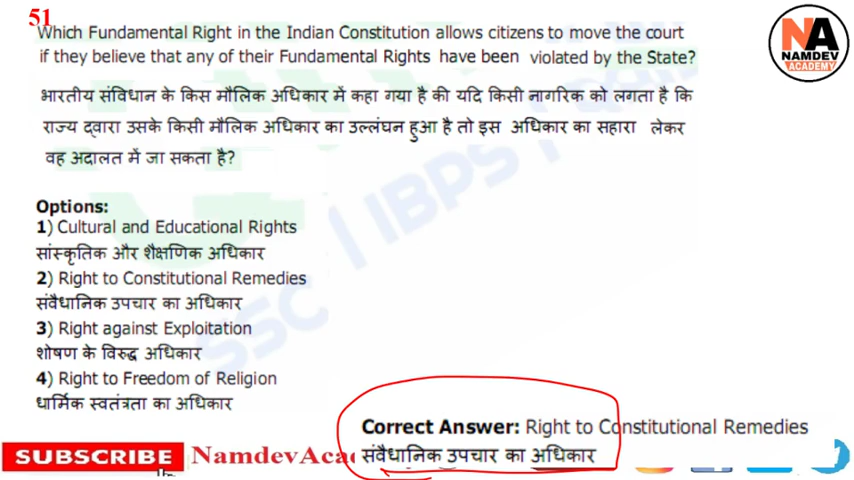 51
Which Fundamental Right in the Indian Constitution allows citizens to move the court
if they believe that any of their Fundamental Rights have been violated by the State?
भारतीय संविधान के किस मौलिक अधिकार में कहा गया है की यदि किसी नागरिक को लगता है कि
राज्य द्वारा उसके किसी मौलिक अधिकार का उल्लंघन हुआ है तो इस अधिकार का सहारा लेकर
वह अदालत में जा सकता है?
NA
NAMDEV
ACADEMY
SSC | IBPS |
Options:
1) Cultural and Educational Rights
सांस्कृतिक और शैक्षणिक अधिकार
2) Right to Constitutional Remedies
संवैधानिक उपचार का अधिकार
3) Right against Exploitation
शोषण के विरुद्ध अधिकार
4) Right to Freedom of Religion
धार्मिक स्वतंत्रता का अधिकार
Correct Answer: Right to Constitutional Remedies
संवैधानिक उपचार का अधिकार
SUBSCRIBE NamdevAcad